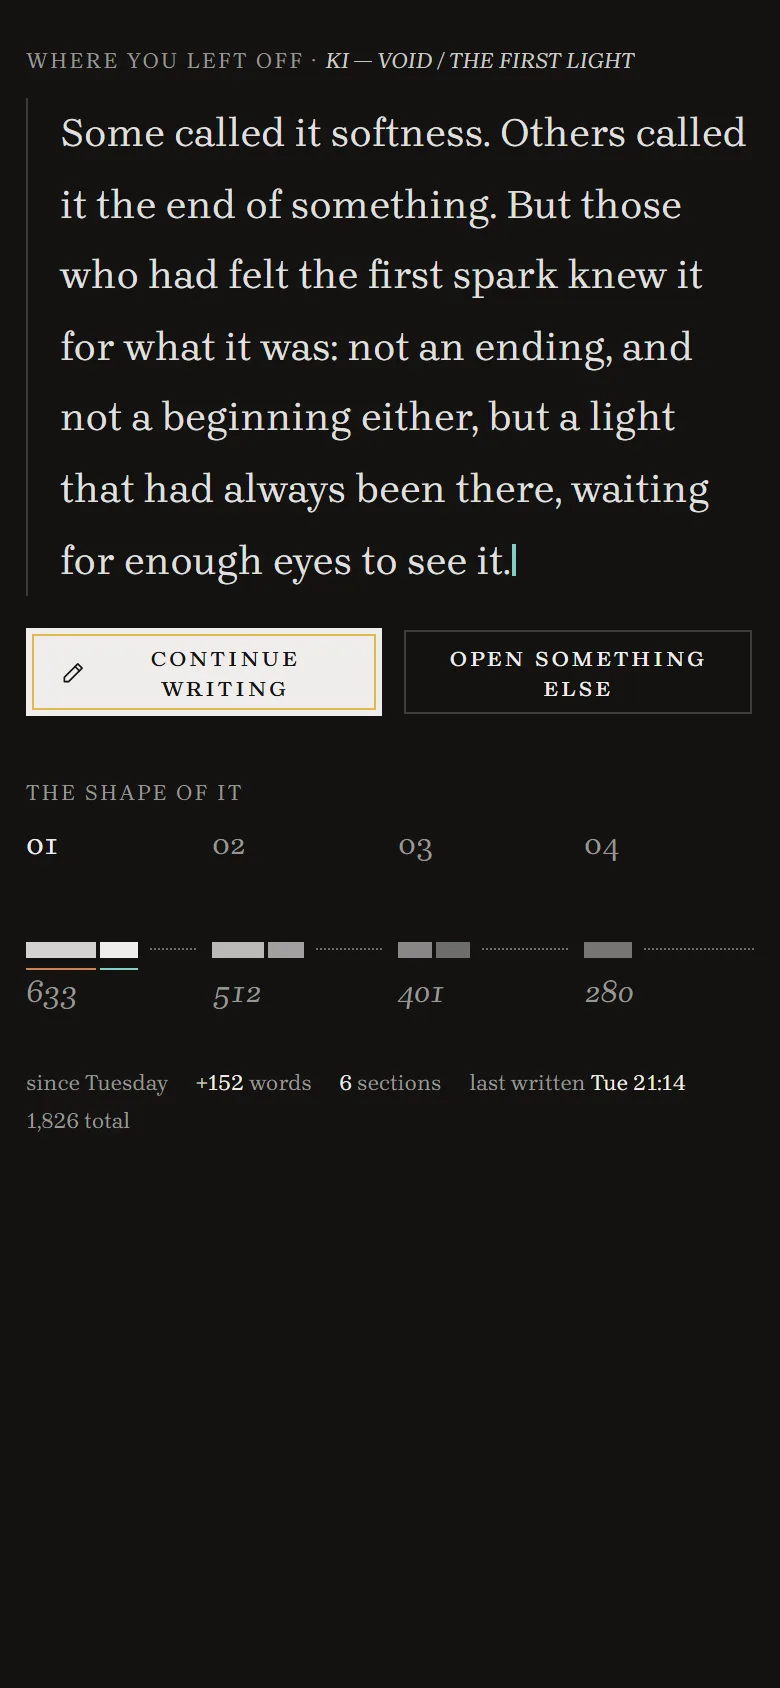 WHERE YOU LEFT OFF · KI — VOID / THE FIRST LIGHT
Some called it softness. Others called
it the end of something. But those
who had felt the first spark knew it
for what it was: not an ending, and
not a beginning either, but a light
that had always been there, waiting
for enough eyes to see it.
CONTINUE
WRITING
OPEN SOMETHING
ELSE
THE SHAPE OF IT
01 02 03 04
633 512 401 280
since Tuesday +152 words 6 sections last written Tue 21:14
1,826 total